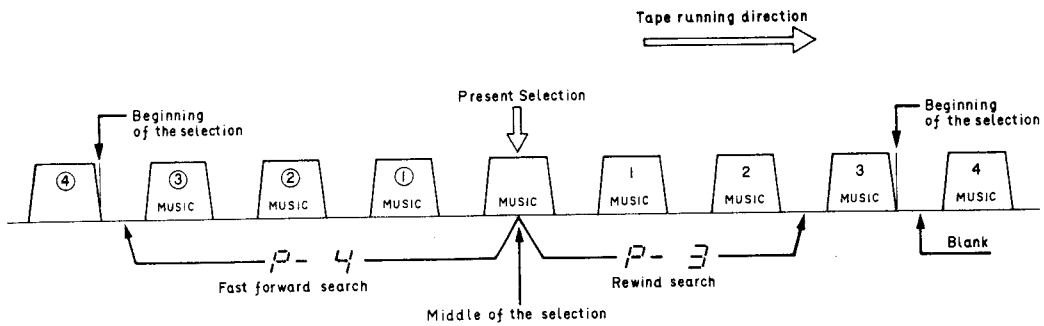 Tape running direction
Present Selection
Beginning
of the selection
Beginning
of the selection
④ ③ ② ① 1 2 3 4
MUSIC MUSIC MUSIC MUSIC MUSIC MUSIC MUSIC MUSIC
P- 4 P- 3 Blank
Fast forward search Rewind search
Middle of the selection